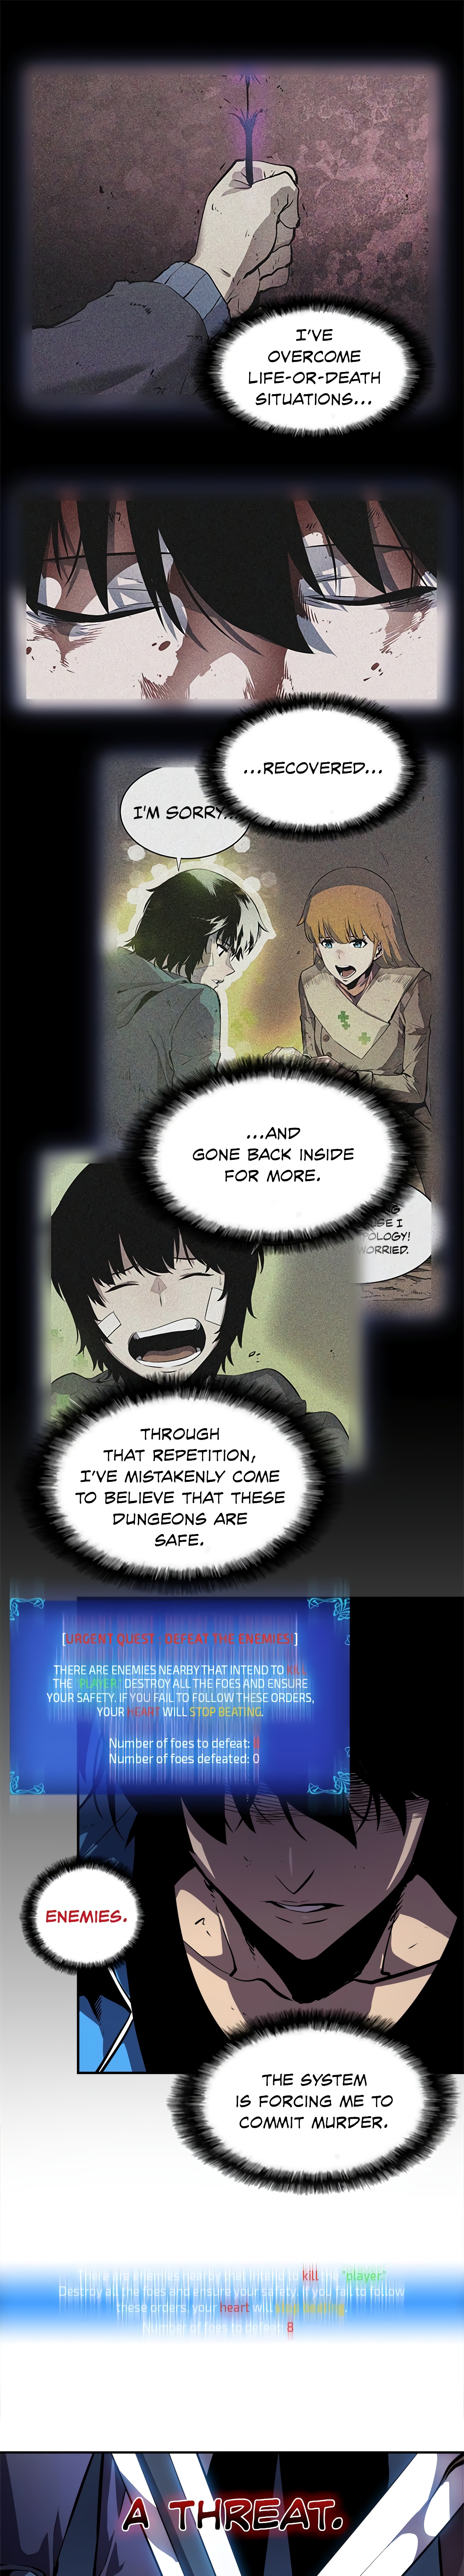 I'VE
OVERCOME
LIFE-OR-DEATH
SITUATIONS...
...RECOVERED...
I'M SORRY...
...AND
GONE BACK INSIDE
FOR MORE.
I
POLOGY!
WORRIED.
THROUGH
THAT REPETITION,
I'VE MISTAKENLY COME
TO BELIEVE THAT THESE
DUNGEONS ARE
SAFE.
[URGENT QUEST : DEFEAT THE ENEMIES!]
THERE ARE ENEMIES NEARBY THAT INTEND TO KILL
THE "PLAYER." DESTROY ALL THE FOES AND ENSURE
YOUR SAFETY. IF YOU FAIL TO FOLLOW THESE ORDERS,
YOUR HEART WILL STOP BEATING.
Number of foes to defeat: 8
Number of foes defeated: 0
ENEMIES.
THE SYSTEM
IS FORCING ME TO
COMMIT MURDER.
There are enemies nearby that intend to kill the "player."
Destroy all the foes and ensure your safety. If you fail to follow
these orders, your heart will stop beating.
Number of foes to defeat: 8
A THREAT.